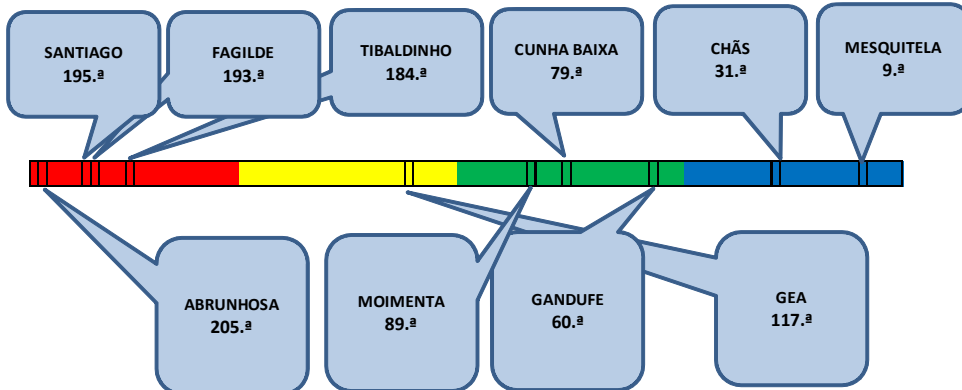 SANTIAGO
195.ª
FAGILDE
193.ª
TIBALDINHO
184.ª
CUNHA BAIXA
79.ª
CHÃS
31.ª
MESQUITELA
9.ª
ABRUNHOSA
205.ª
MOIMENTA
89.ª
GANDUFE
60.ª
GEA
117.ª